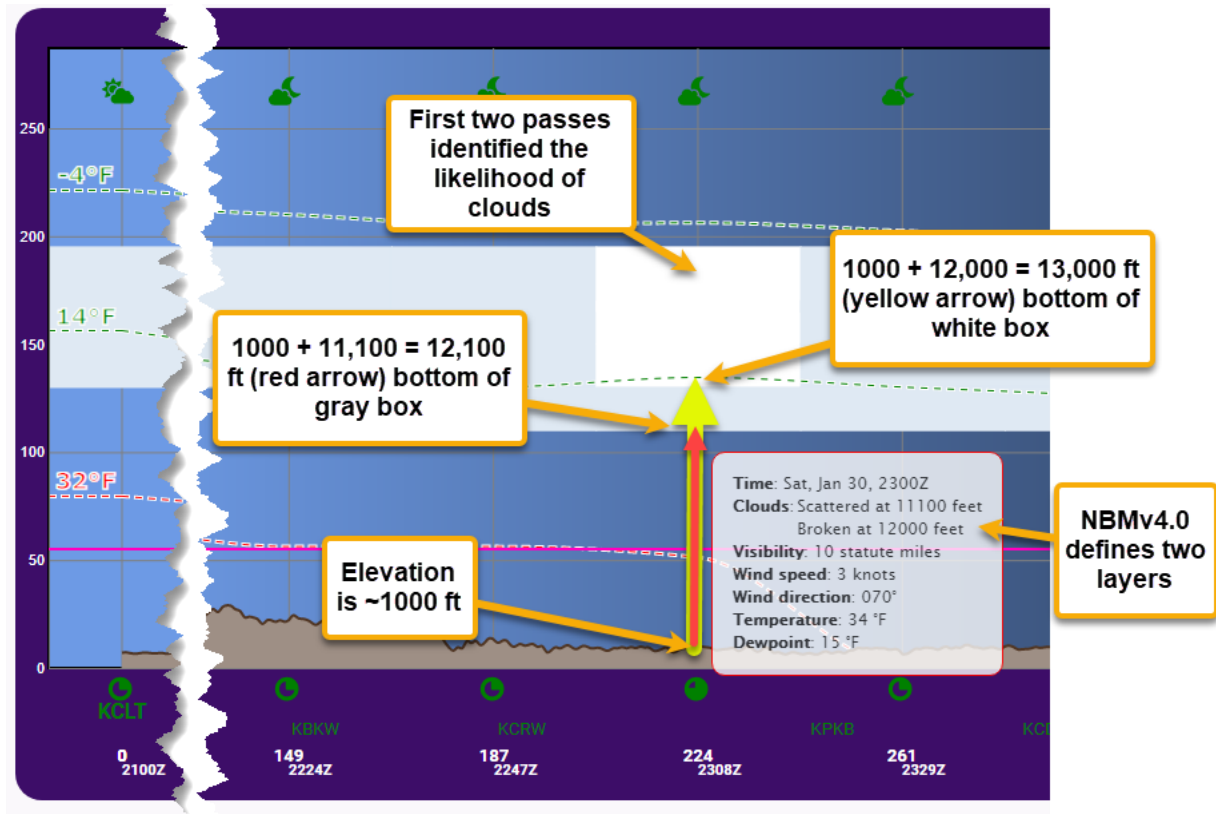 250
-4°F
200
14°F
150
100
32°F
50
0
First two passes
identified the
likelihood of
clouds
1000 + 12,000 = 13,000 ft
(yellow arrow) bottom of
white box
1000 + 11,100 = 12,100
ft (red arrow) bottom of
gray box
Time: Sat, Jan 30, 2300Z
Clouds: Scattered at 11100 feet
Broken at 12000 feet
Visibility: 10 statute miles
Wind speed: 3 knots
Wind direction: 070°
Temperature: 34 °F
Dewpoint: 15 °F
NBMv4.0
defines two
layers
Elevation
is ~1000 ft
KCLT
KBKW
KCRW
KPKB
0
2100Z
149
2224Z
187
2247Z
224
2308Z
261
2329Z